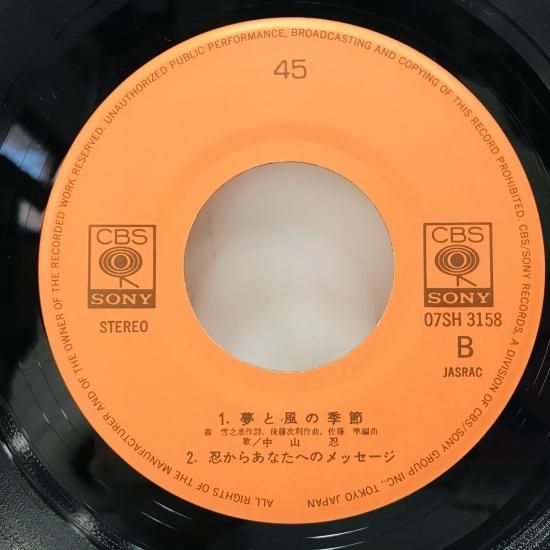 UNAUTHORIZED PUBLIC PERFORMANCE, BROADCASTING AND COPYING OF THIS RECORD PROHIBITED. CBS/SONY RECORDS, A DIVISION OF CBS/SONY GROUP INC., TOKYO JAPAN
ALL RIGHTS OF THE MANUFACTURER AND OF THE OWNER OF THE RECORDED WORK RESERVED.
45
CBS
SONY
STEREO
CBS
SONY
07SH 3158
B
JASRAC
1. 夢と風の季節
森 雪之丞作詩, 後藤次利作曲, 佐藤 準編曲
歌/中山 忍
2. 忍からあなたへのメッセージ